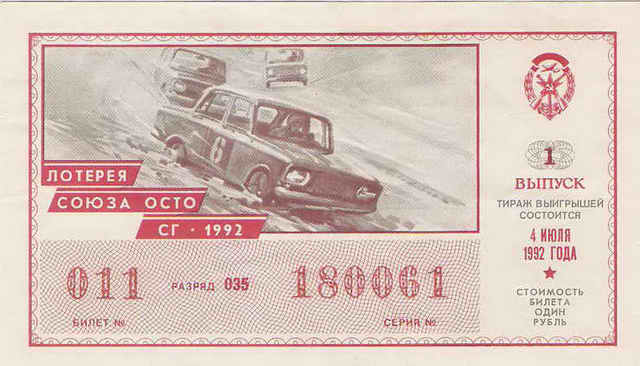 6
ЛОТЕРЕЯ
СОЮЗА ОСТО
СГ · 1992
011 РАЗРЯД 035 180061
БИЛЕТ № СЕРИЯ №
1
ВЫПУСК
ТИРАЖ ВЫИГРЫШЕЙ
СОСТОИТСЯ
4 ИЮЛЯ
1992 ГОДА
СТОИМОСТЬ
БИЛЕТА
ОДИН
РУБЛЬ